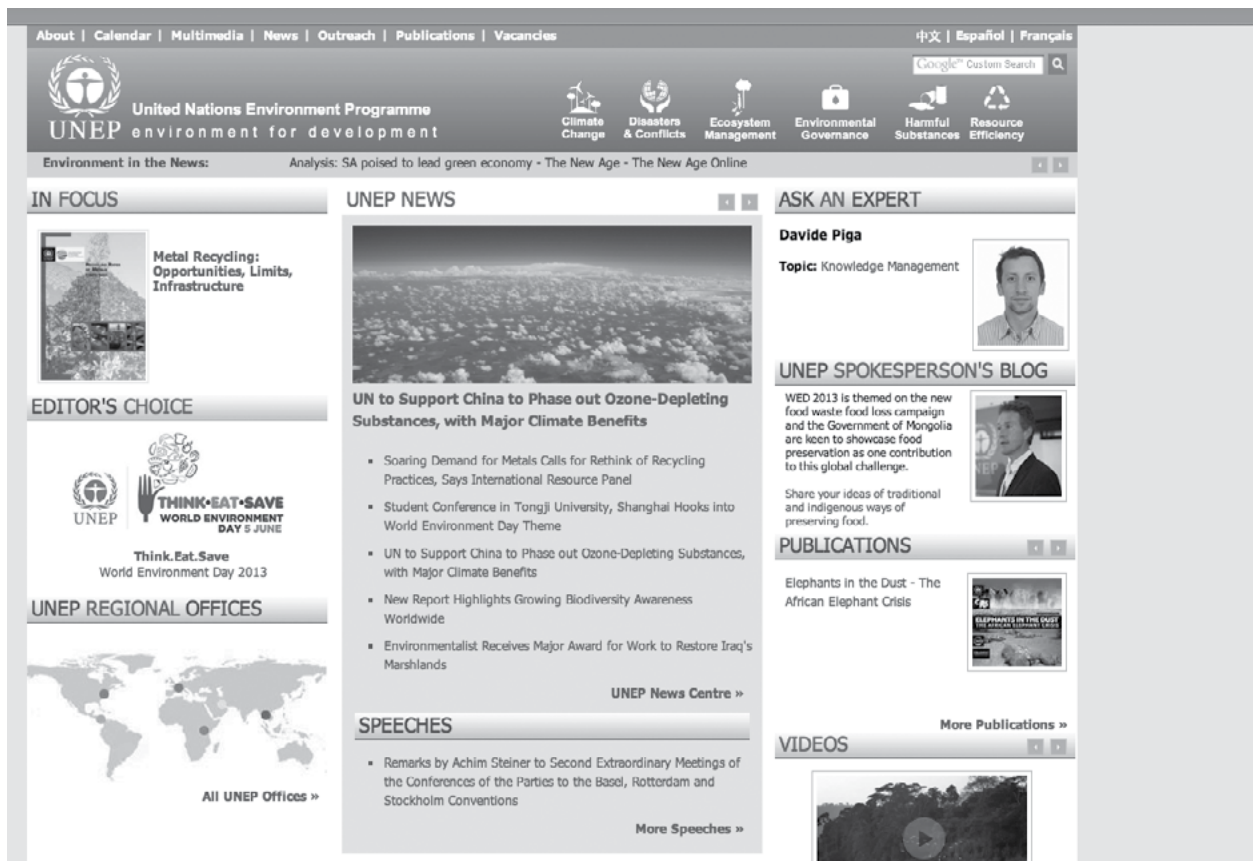 About | Calendar | Multimedia | News | Outreach | Publications | Vacancies
中文 | Español | Français
Google™ Custom Search
United Nations Environment Programme
UNEP environment for development
Climate Change
Disasters & Conflicts
Ecosystem Management
Environmental Governance
Harmful Substances
Resource Efficiency
Environment in the News: Analysis: SA poised to lead green economy - The New Age - The New Age Online
IN FOCUS
Metal Recycling:
Opportunities, Limits,
Infrastructure
EDITOR'S CHOICE
UNEP
THINK•EAT•SAVE
WORLD ENVIRONMENT
DAY 5 JUNE
Think.Eat.Save
World Environment Day 2013
UNEP REGIONAL OFFICES
All UNEP Offices »
UNEP NEWS
UN to Support China to Phase out Ozone-Depleting
Substances, with Major Climate Benefits
Soaring Demand for Metals Calls for Rethink of Recycling
Practices, Says International Resource Panel
Student Conference in Tongji University, Shanghai Hooks into
World Environment Day Theme
UN to Support China to Phase out Ozone-Depleting Substances,
with Major Climate Benefits
New Report Highlights Growing Biodiversity Awareness
Worldwide
Environmentalist Receives Major Award for Work to Restore Iraq's
Marshlands
UNEP News Centre »
SPEECHES
Remarks by Achim Steiner to Second Extraordinary Meetings of
the Conferences of the Parties to the Basel, Rotterdam and
Stockholm Conventions
More Speeches »
ASK AN EXPERT
Davide Piga
Topic: Knowledge Management
UNEP SPOKESPERSON'S BLOG
WED 2013 is themed on the new
food waste food loss campaign
and the Government of Mongolia
are keen to showcase food
preservation as one contribution
to this global challenge.
Share your ideas of traditional
and indigenous ways of
preserving food.
PUBLICATIONS
Elephants in the Dust - The
African Elephant Crisis
ELEPHANTS IN THE DUST
THE AFRICAN ELEPHANT CRISIS
More Publications »
VIDEOS